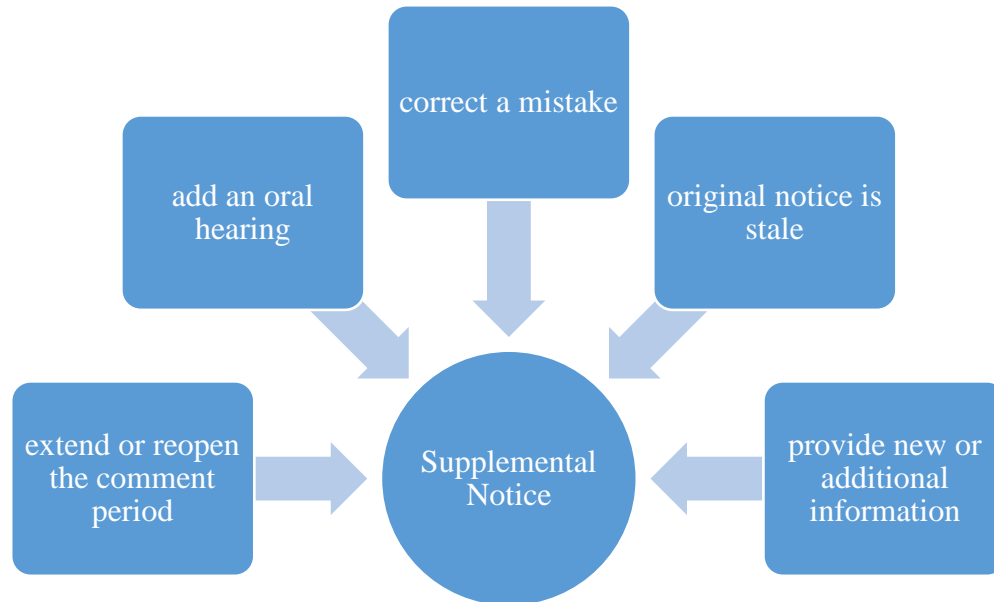 correct a mistake
add an oral
hearing
original notice is
stale
extend or reopen
the comment
period
Supplemental
Notice
provide new or
additional
information